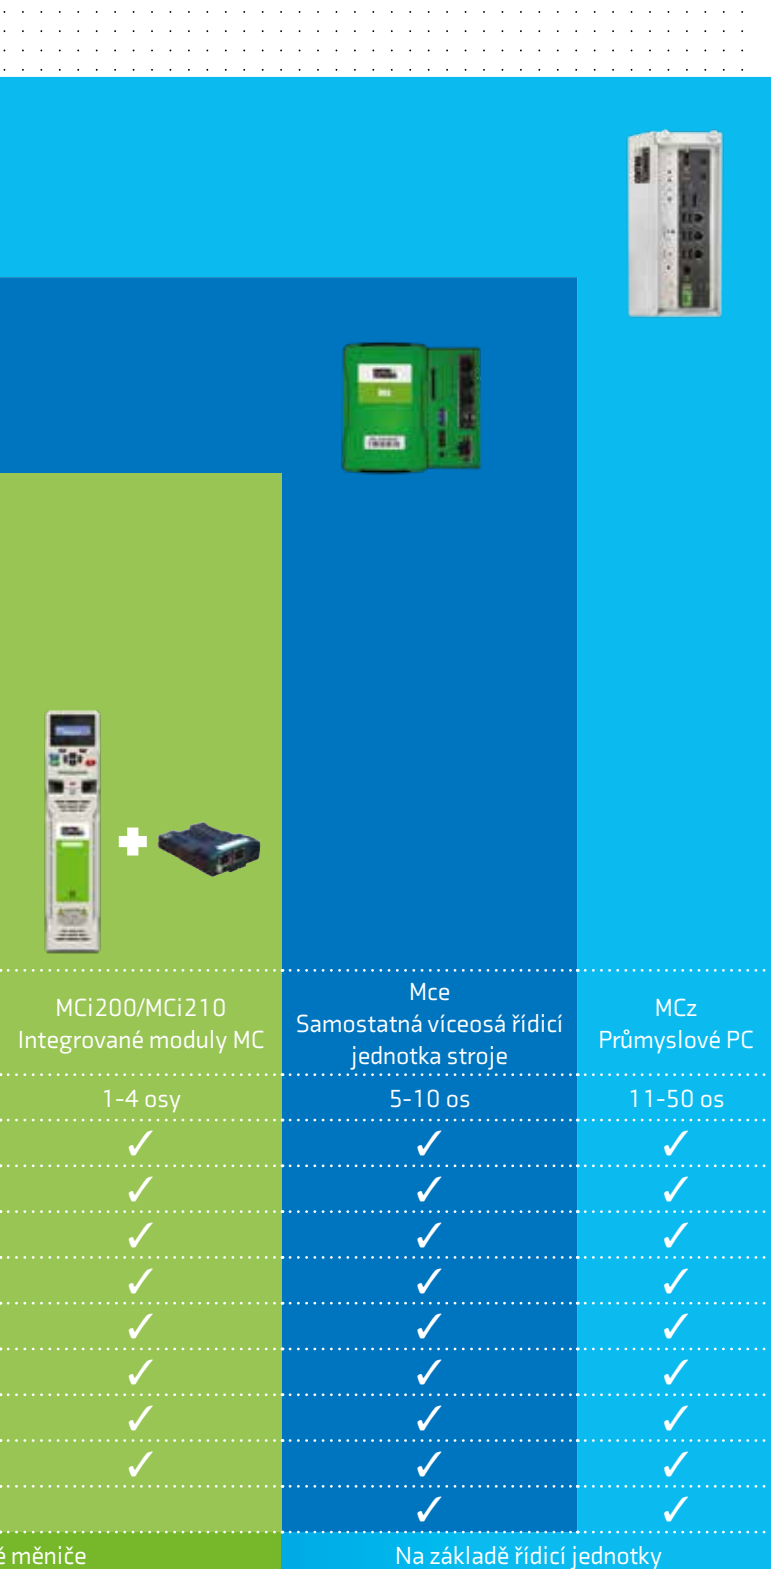 MCi200/MCi210
Integrované moduly MC
Mce
Samostatná víceosá řídicí
jednotka stroje
MCz
Průmyslové PC
1-4 osy
5-10 os
11-50 os
✓ ✓ ✓
✓ ✓ ✓
✓ ✓ ✓
✓ ✓ ✓
✓ ✓ ✓
✓ ✓ ✓
✓ ✓ ✓
✓ ✓ ✓
✓ ✓
měniče
Na základě řídicí jednotky